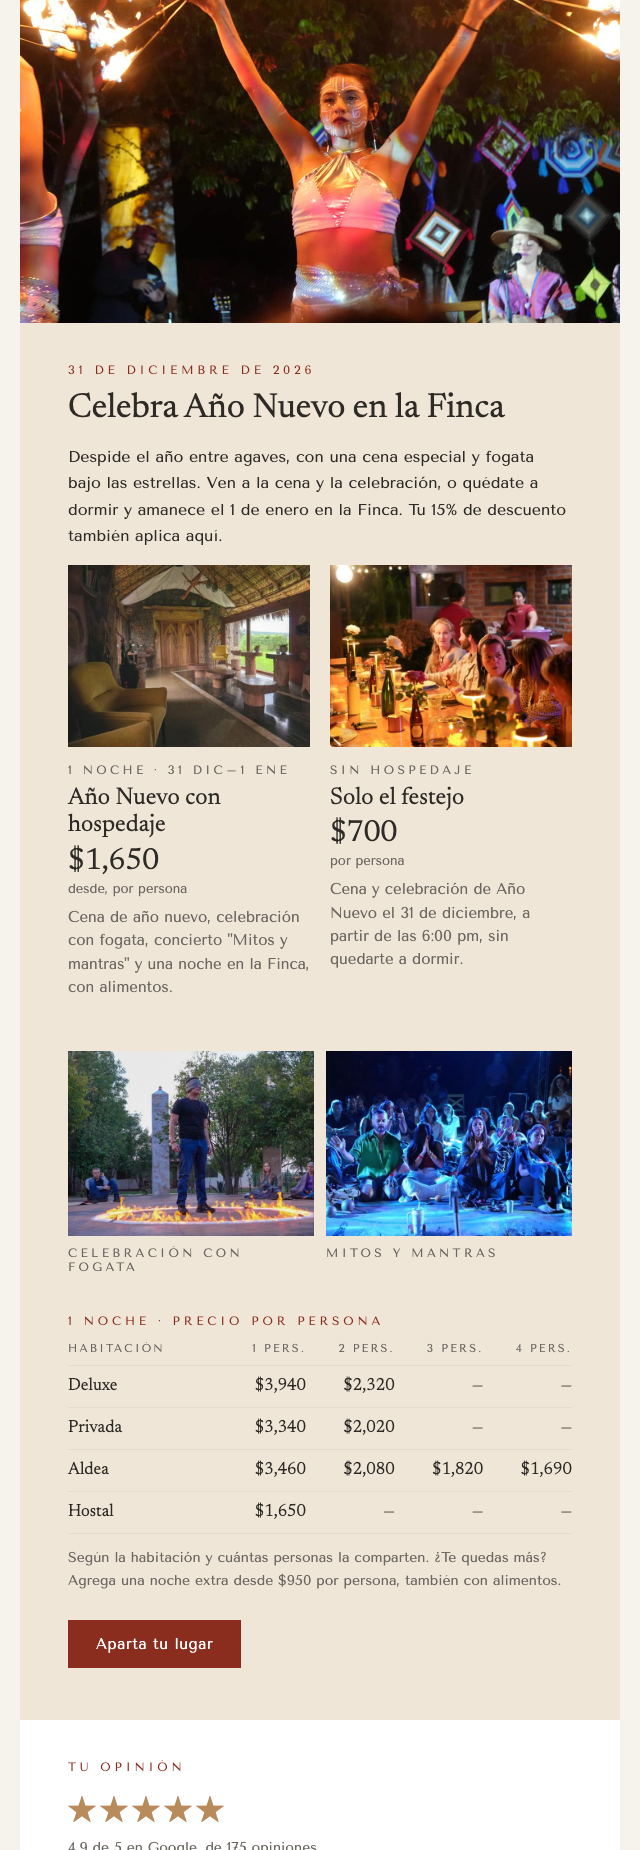 31 DE DICIEMBRE DE 2026
Celebra Año Nuevo en la Finca
Despide el año entre agaves, con una cena especial y fogata
bajo las estrellas. Ven a la cena y la celebración, o quédate a
dormir y amanece el 1 de enero en la Finca. Tu 15% de descuento
también aplica aquí.
1 NOCHE · 31 DIC–1 ENE
Año Nuevo con
hospedaje
$1,650
desde, por persona
Cena de año nuevo, celebración
con fogata, concierto "Mitos y
mantras" y una noche en la Finca,
con alimentos.
SIN HOSPEDAJE
Solo el festejo
$700
por persona
Cena y celebración de Año
Nuevo el 31 de diciembre, a
partir de las 6:00 pm, sin
quedarte a dormir.
CELEBRACIÓN CON
FOGATA
MITOS Y MANTRAS
1 NOCHE · PRECIO POR PERSONA
HABITACIÓN 1 PERS. 2 PERS. 3 PERS. 4 PERS.
Deluxe $3,940 $2,320 – –
Privada $3,340 $2,020 – –
Aldea $3,460 $2,080 $1,820 $1,690
Hostal $1,650 – – –
Según la habitación y cuántas personas la comparten. ¿Te quedas más?
Agrega una noche extra desde $950 por persona, también con alimentos.
Aparta tu lugar
TU OPINIÓN
4.9 de 5 en Google, de 175 opiniones